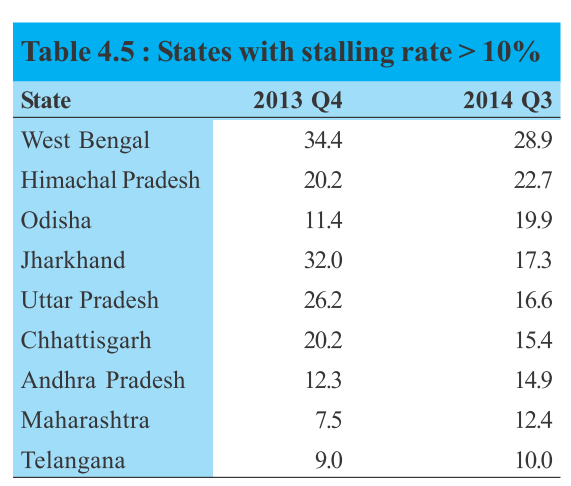 Table 4.5 : States with stalling rate > 10%
State 2013 Q4 2014 Q3
West Bengal 34.4 28.9
Himachal Pradesh 20.2 22.7
Odisha 11.4 19.9
Jharkhand 32.0 17.3
Uttar Pradesh 26.2 16.6
Chhattisgarh 20.2 15.4
Andhra Pradesh 12.3 14.9
Maharashtra 7.5 12.4
Telangana 9.0 10.0